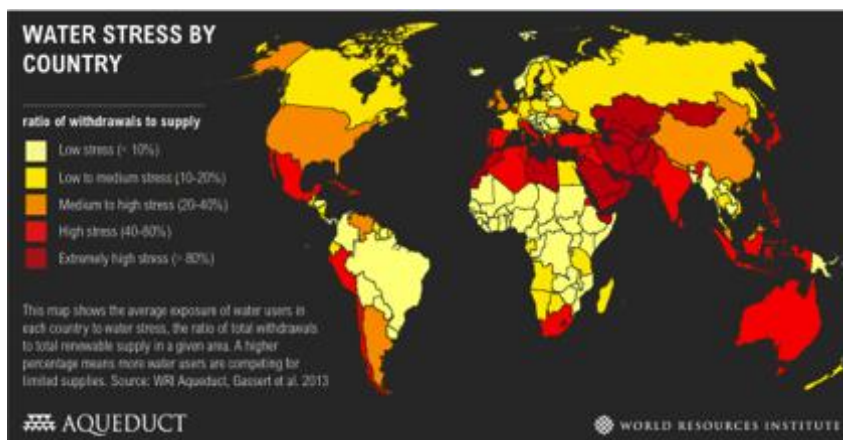 WATER STRESS BY
COUNTRY
ratio of withdrawals to supply
Low stress (< 10%)
Low to medium stress (10-20%)
Medium to high stress (20-40%)
High stress (40-80%)
Extremely high stress (> 80%)
This map shows the average exposure of water users in
each country to water stress, the ratio of total withdrawals
to total renewable supply in a given area. A higher
percentage means more water users are competing for
limited supplies. Source: WRI Aqueduct, Gassert et al. 2013
AQUEDUCT
WORLD RESOURCES INSTITUTE